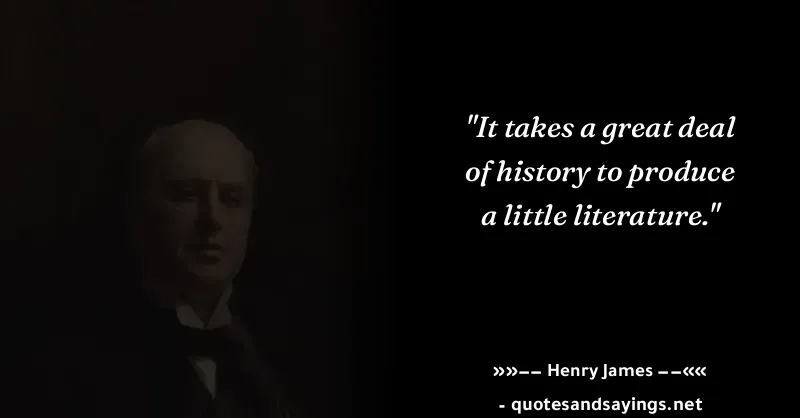 "It takes a great deal
of history to produce
a little literature."
»»–– Henry James ––««
- quotesandsayings.net